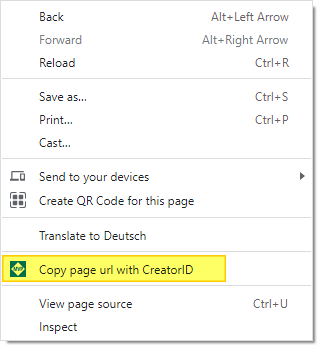 Back Alt+Left Arrow
Forward Alt+Right Arrow
Reload Ctrl+R
Save as... Ctrl+S
Print... Ctrl+P
Cast...
Send to your devices
Create QR Code for this page
Translate to Deutsch
MVP Copy page url with CreatorID
View page source Ctrl+U
Inspect